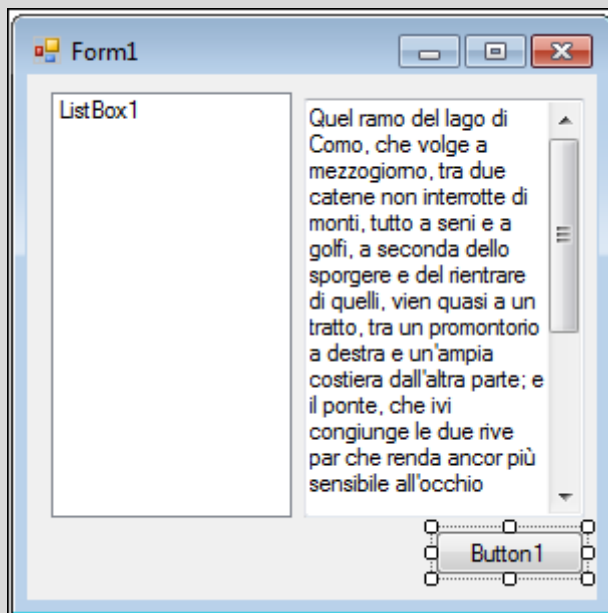 Form1
ListBox1
Quel ramo del lago di
Como, che volge a
mezzogiorno, tra due
catene non interrotte di
monti, tutto a seni e a
golfi, a seconda dello
sporgere e del rientrare
di quelli, vien quasi a un
tratto, tra un promontorio
a destra e un'ampia
costiera dall'altra parte; e
il ponte, che ivi
congiunge le due rive
par che renda ancor più
sensibile all'occhio
Button1